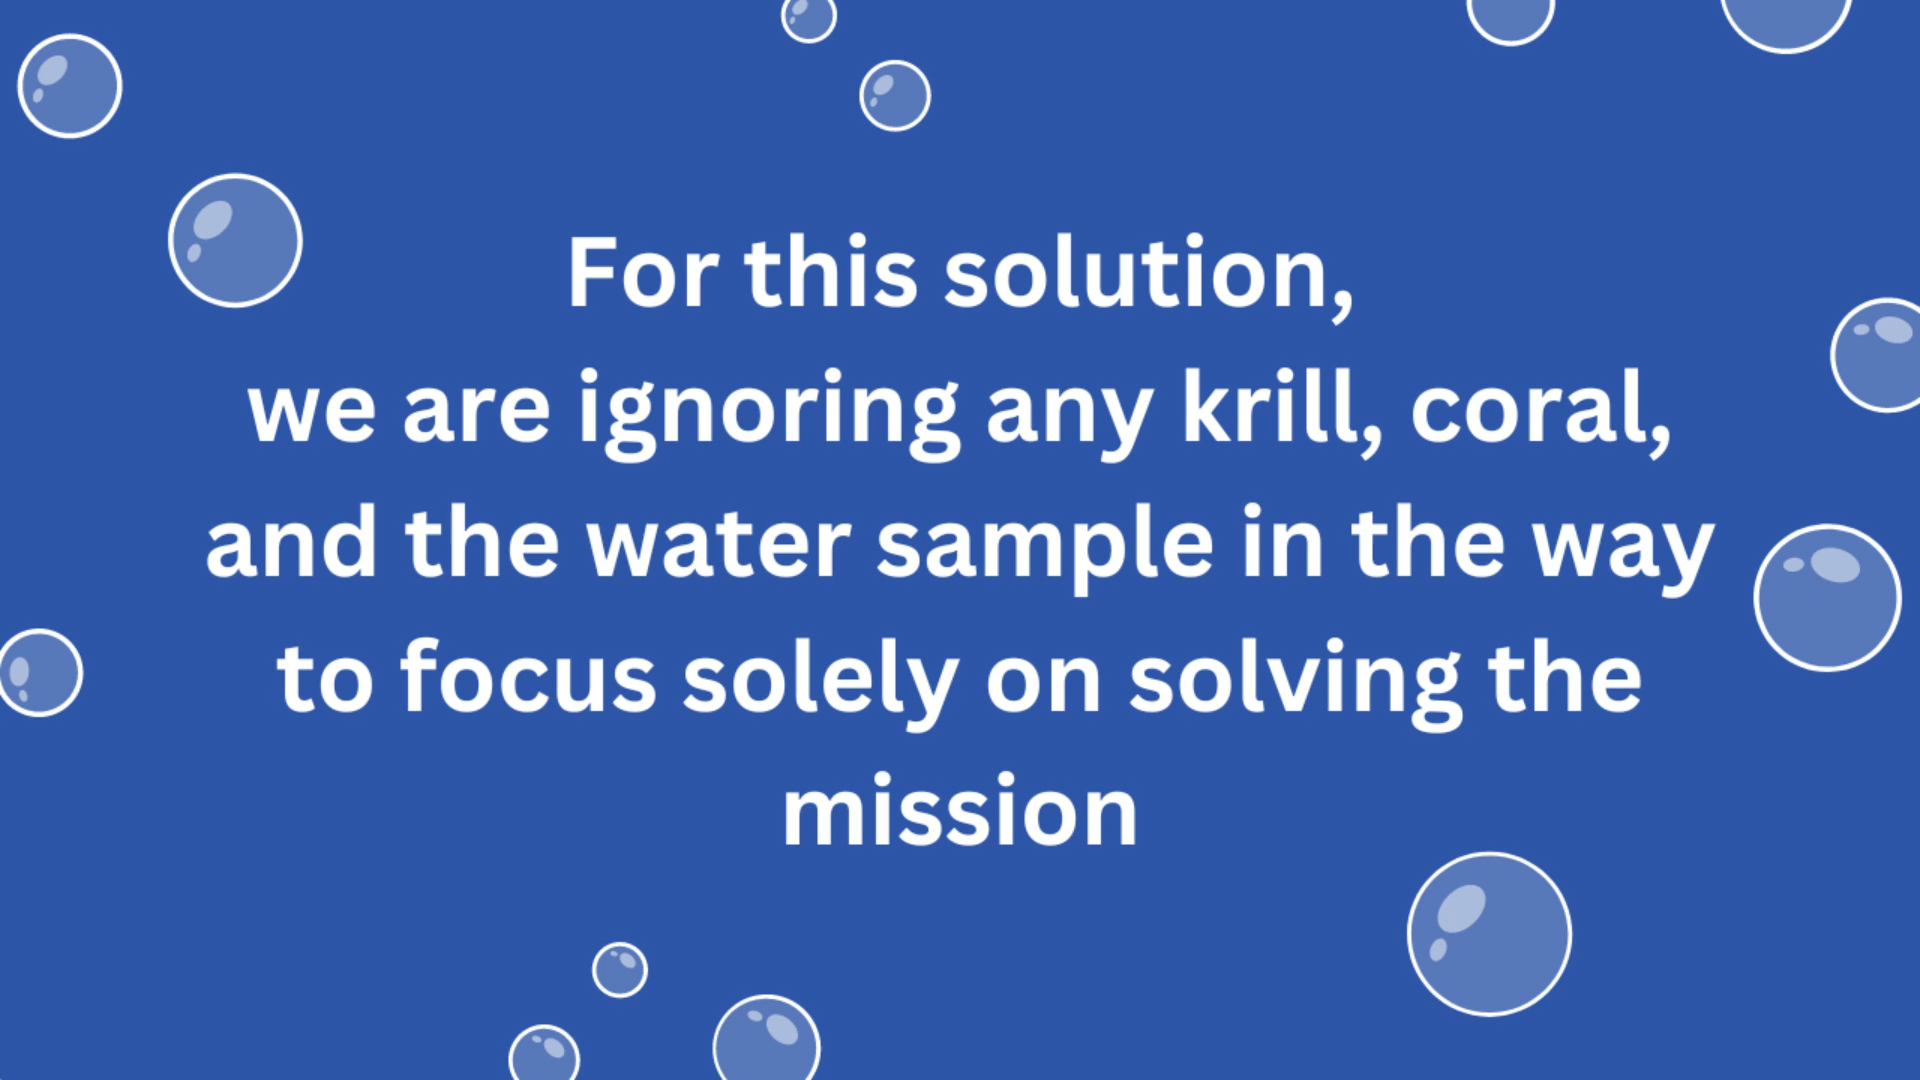 For this solution,
we are ignoring any krill, coral,
and the water sample in the way
to focus solely on solving the
mission